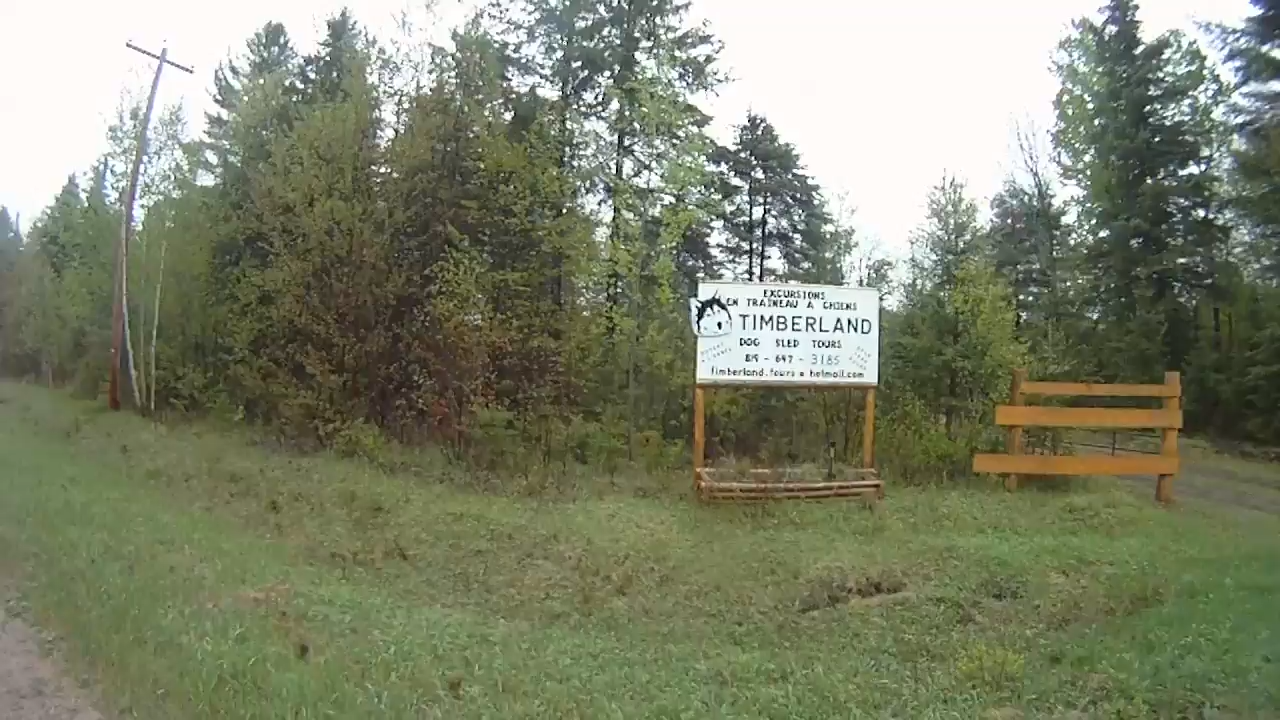 EXCURSIONS
EN TRAINEAU A CHIENS
TIMBERLAND
DOG SLED TOURS
819 - 647 - 3185
timberland.tours @ hotmail.com